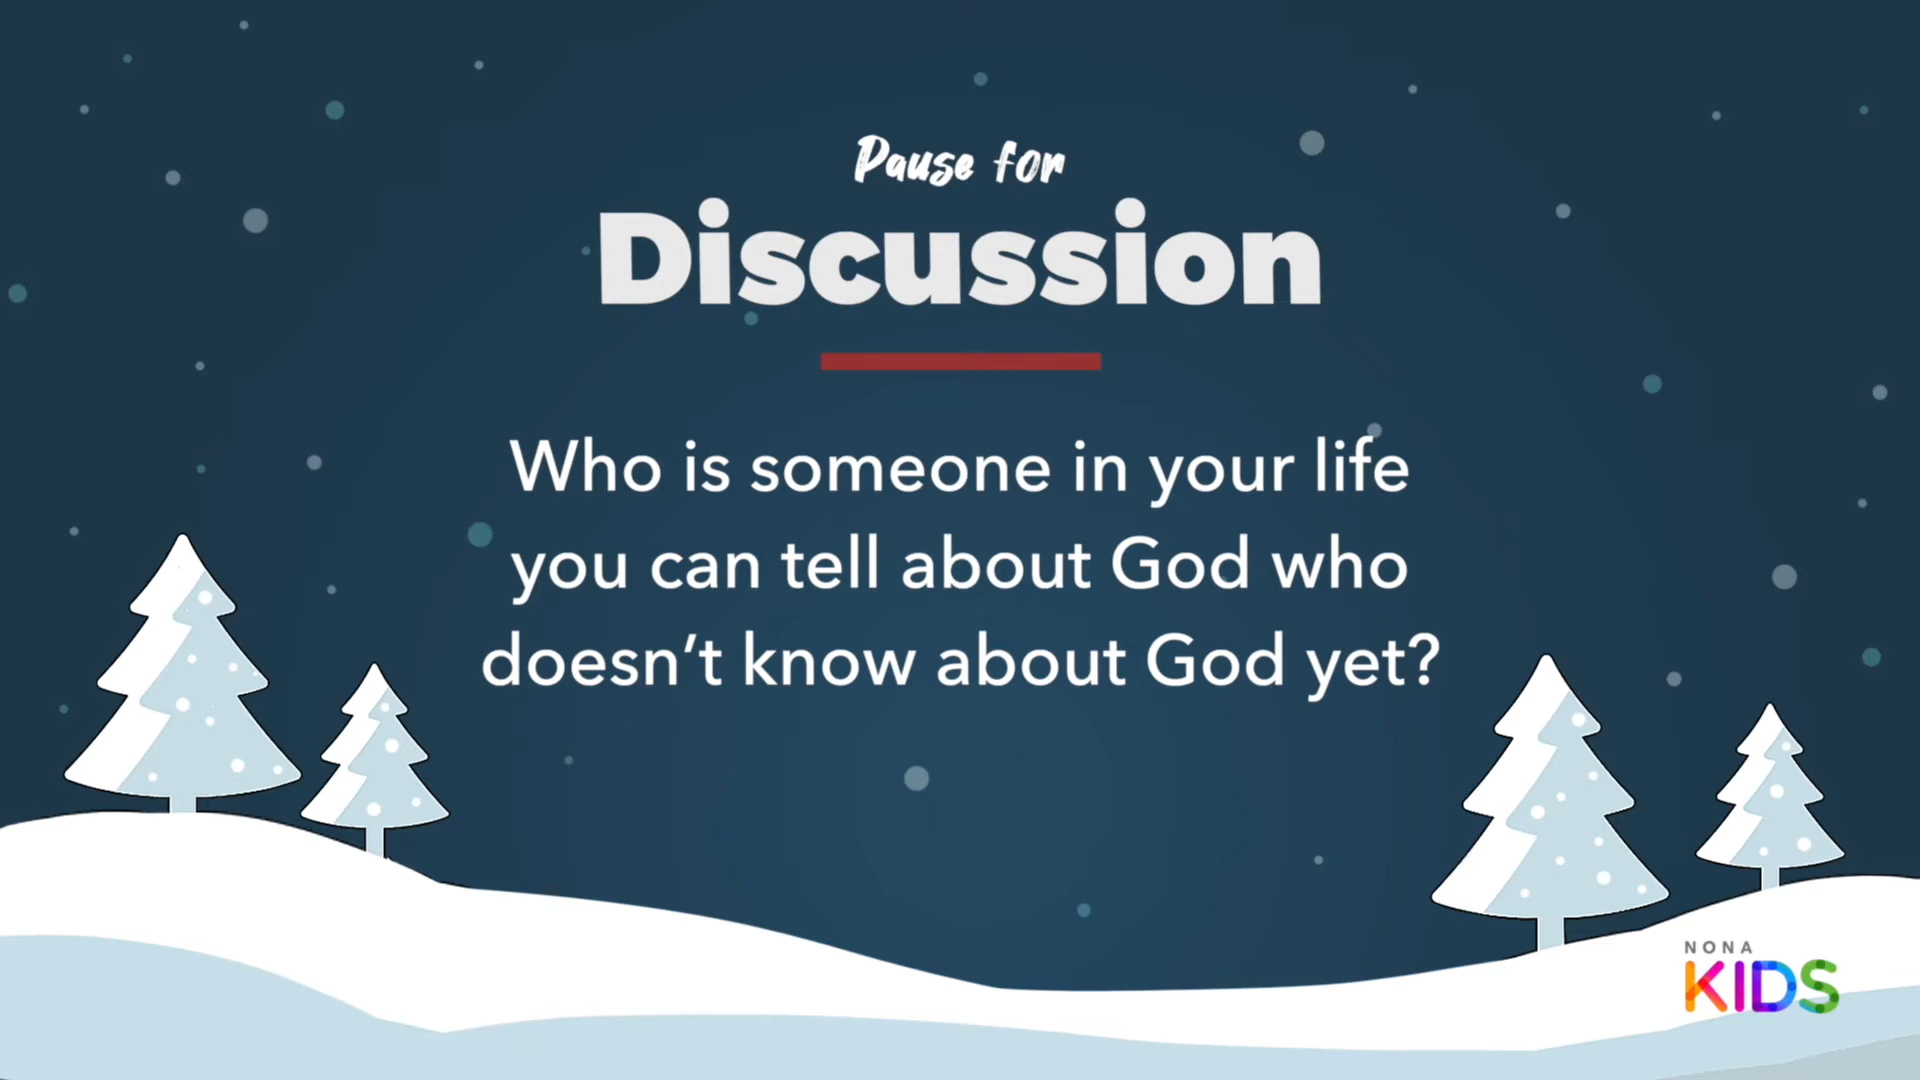 Pause for
Discussion
Who is someone in your life
you can tell about God who
doesn’t know about God yet?
NONA
KIDS